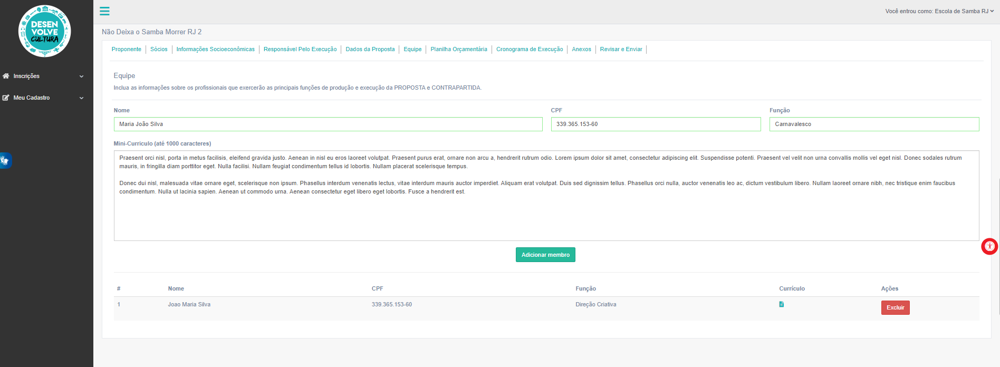 DESEN
VOLVE
CULTURA
Você entrou como: Escola de Samba RJ
Inscrições
Meu Cadastro
Não Deixa o Samba Morrer RJ 2
Proponente Sócios Informações Socioeconômicas Responsável Pelo Execução Dados da Proposta Equipe Planilha Orçamentária Cronograma de Execução Anexos Revisar e Enviar
Equipe
Inclua as informações sobre os profissionais que exercerão as principais funções de produção e execução da PROPOSTA e CONTRAPARTIDA.
Nome CPF Função
Maria João Silva 339.365.153-60 Carnavalesco
Mini-Curriculo (até 1000 caracteres)
Praesent orci nisl, porta in metus facilisis, eleifend gravida justo. Aenean in nisl eu eros laoreet volutpat. Praesent purus erat, ornare non arcu a, hendrerit rutrum odio. Lorem ipsum dolor sit amet, consectetur adipiscing elit. Suspendisse potenti. Praesent vel velit non urna convallis mollis vel eget nisl. Donec sodales rutrum
mauris, in fringilla diam porttitor eget. Nulla facilisi. Nullam feugiat condimentum tellus id lobortis. Nullam placerat scelerisque tempus.
Donec dui nisl, malesuada vitae ornare eget, scelerisque non ipsum. Phasellus interdum venenatis lectus, vitae interdum mauris auctor imperdiet. Aliquam erat volutpat. Duis sed dignissim tellus. Phasellus orci nulla, auctor venenatis leo ac, dictum vestibulum libero. Nullam laoreet ornare nibh, nec tristique enim faucibus
condimentum. Nulla ut lacinia sapien. Aenean ut commodo urna. Aenean consectetur eget libero eget lobortis. Fusce a hendrerit est.
Adicionar membro
# Nome CPF Função Currículo Ações
1 Joao Maria Silva 339.365.153-60 Direção Criativa Excluir